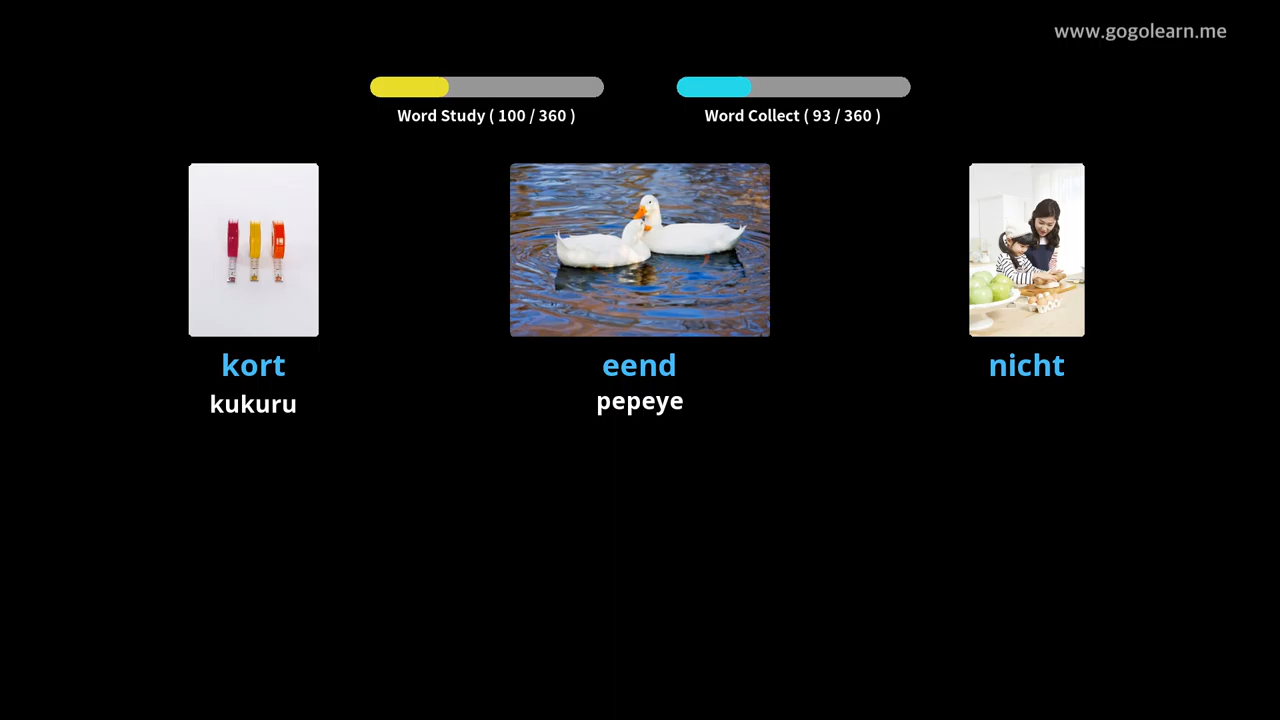 www.gogolearn.me
Word Study ( 100 / 360 )
Word Collect ( 93 / 360 )
kort
kukuru
eend
pepeye
nicht